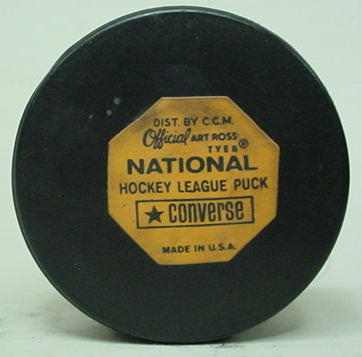 DIST. BY C.C.M.
Official ART ROSS
TYER®
NATIONAL
HOCKEY LEAGUE PUCK
★ CONVERSE
MADE IN U.S.A.